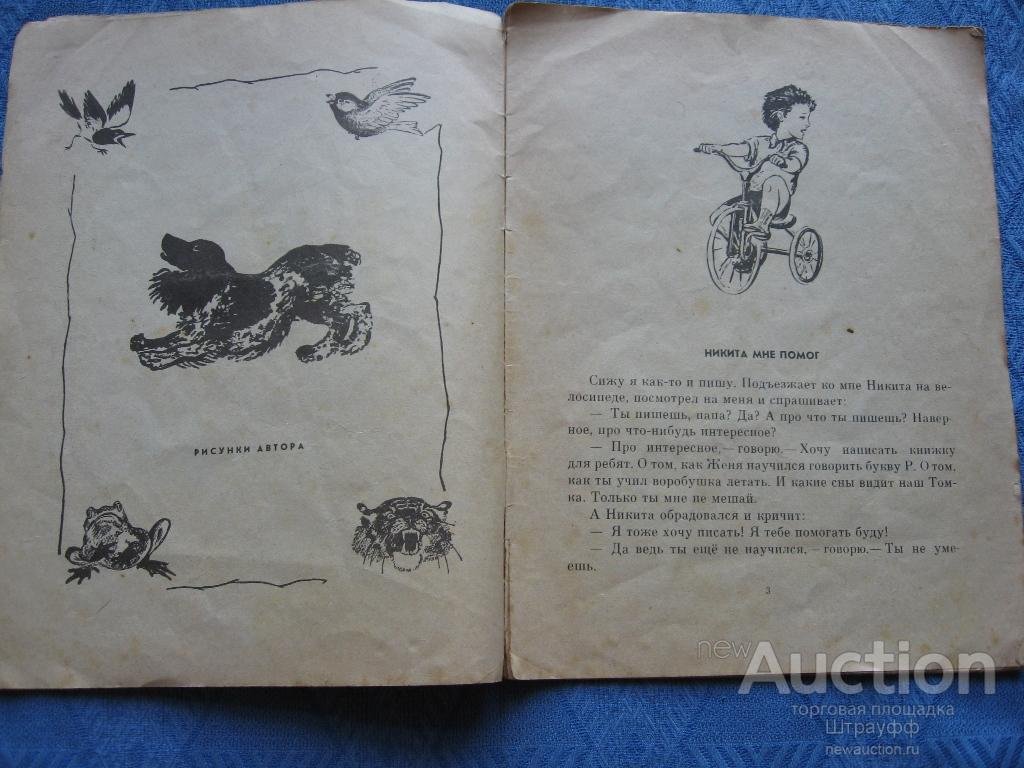 РИСУНКИ АВТОРА
НИКИТА МНЕ ПОМОГ
Сижу я как-то и пишу. Подъезжает ко мне Никита на ве-
лосипеде, посмотрел на меня и спрашивает:
— Ты пишешь, папа? Да? А про что ты пишешь? Навер-
ное, про что-нибудь интересное?
— Про интересное,— говорю.— Хочу написать книжку
для ребят. О том, как Женя научился говорить букву Р. О том,
как ты учил воробушка летать. И какие сны видит наш Том-
ка. Только ты мне не мешай.
А Никита обрадовался и кричит:
— Я тоже хочу писать! Я тебе помогать буду!
— Да ведь ты ещё не научился, — говорю.— Ты не уме-
ешь.
3
newAuction
торговая площадка
Штрауфф
newauction.ru